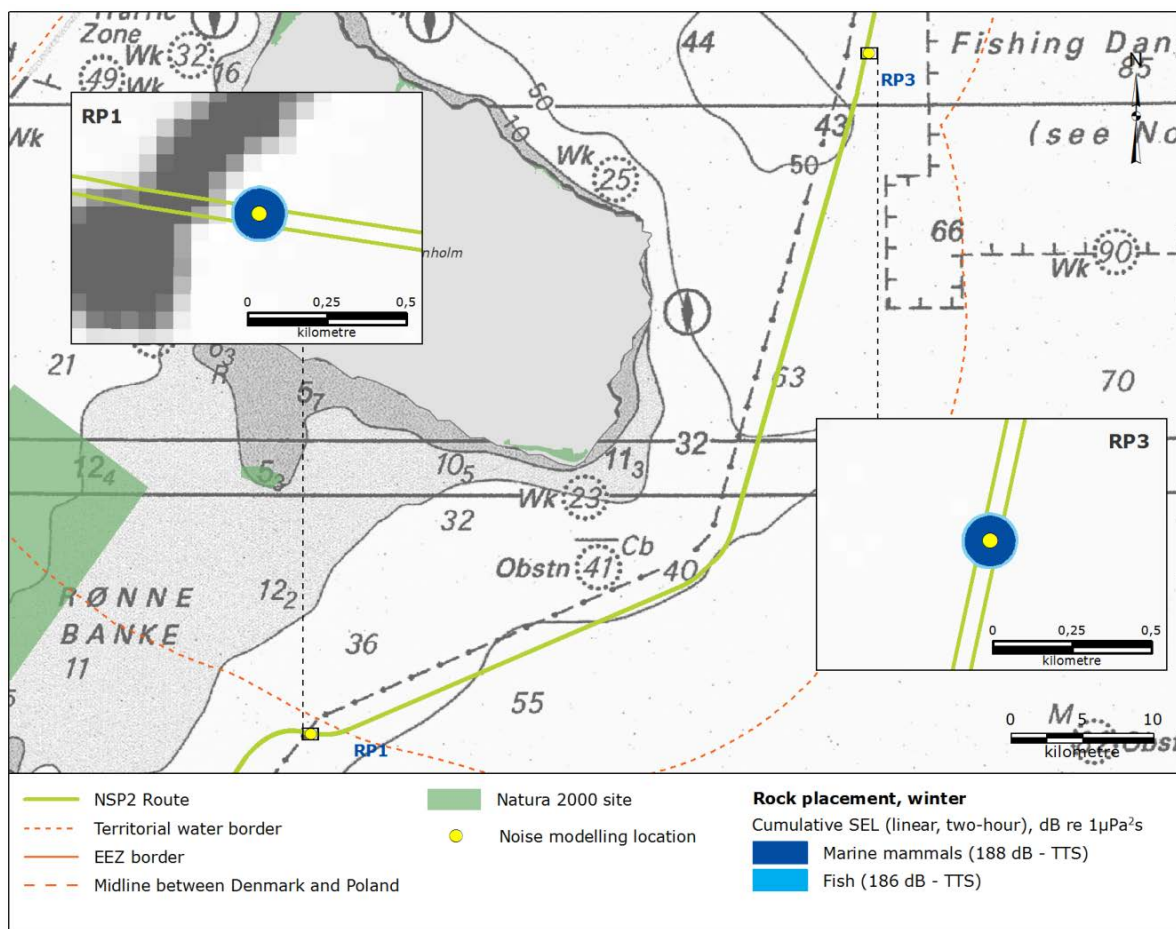 Traffic
Zone
Wk 32
49
Wk
Wk
16
44
Fishing Dan
85
N
(see No
RP3
50
10
43
50
Wk
25
RP1
nholm
0 0,25 0,5
kilometre
66
90
Wk
21
3
R
5₇
63
70
12₄
5₃
10₅
11₃
32
Wk 23
32
Cb
Obstn 41
40
RP3
0 0,25 0,5
kilometre
RØNNE
BANKE
11
12₂
36
55
RP1
M
0 5 10
kilometre
Obst
NSP2 Route
Territorial water border
EEZ border
Midline between Denmark and Poland
Natura 2000 site
Noise modelling location
Rock placement, winter
Cumulative SEL (linear, two-hour), dB re 1µPa²s
Marine mammals (188 dB - TTS)
Fish (186 dB - TTS)